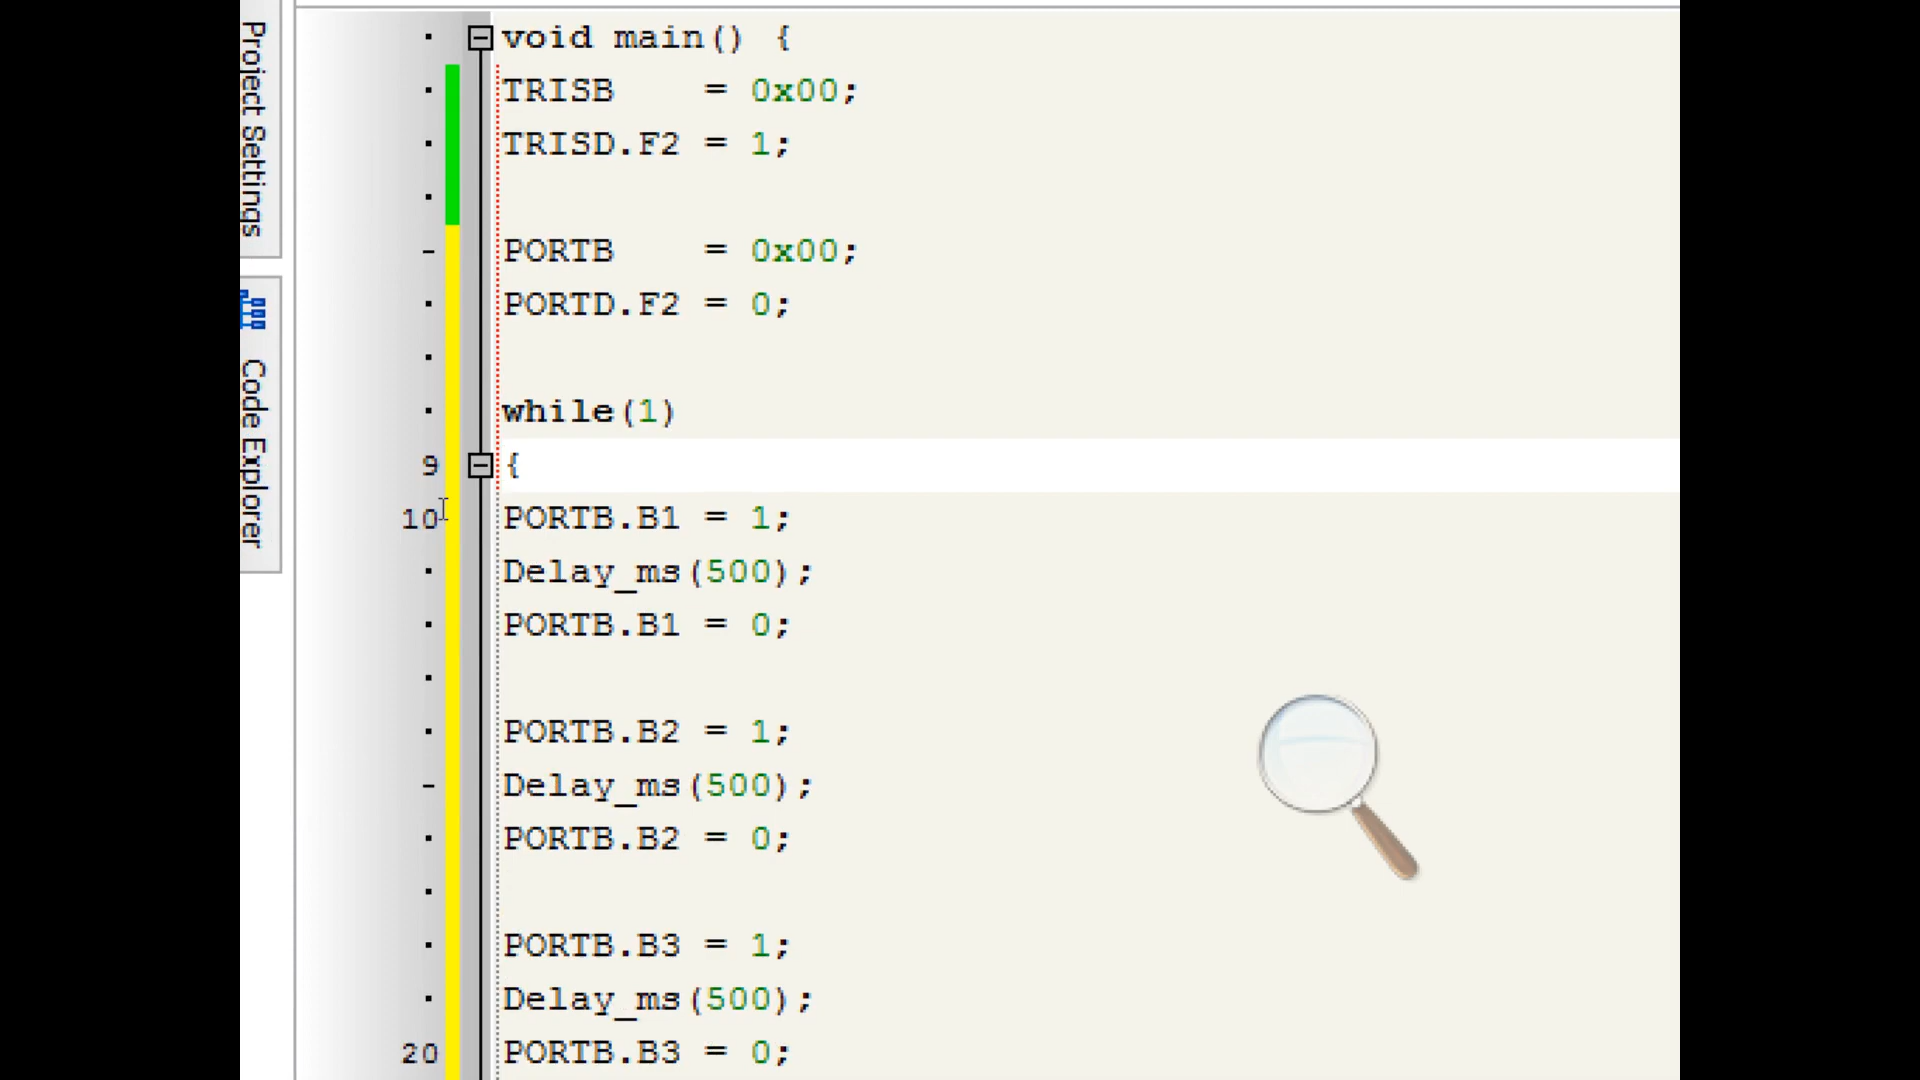 Project Settings
Code Explorer
void main() {
TRISB    = 0x00;
TRISD.F2 = 1;
PORTB    = 0x00;
PORTD.F2 = 0;
while(1)
9 {
10 PORTB.B1 = 1;
Delay_ms(500);
PORTB.B1 = 0;
PORTB.B2 = 1;
Delay_ms(500);
PORTB.B2 = 0;
PORTB.B3 = 1;
Delay_ms(500);
20 PORTB.B3 = 0;